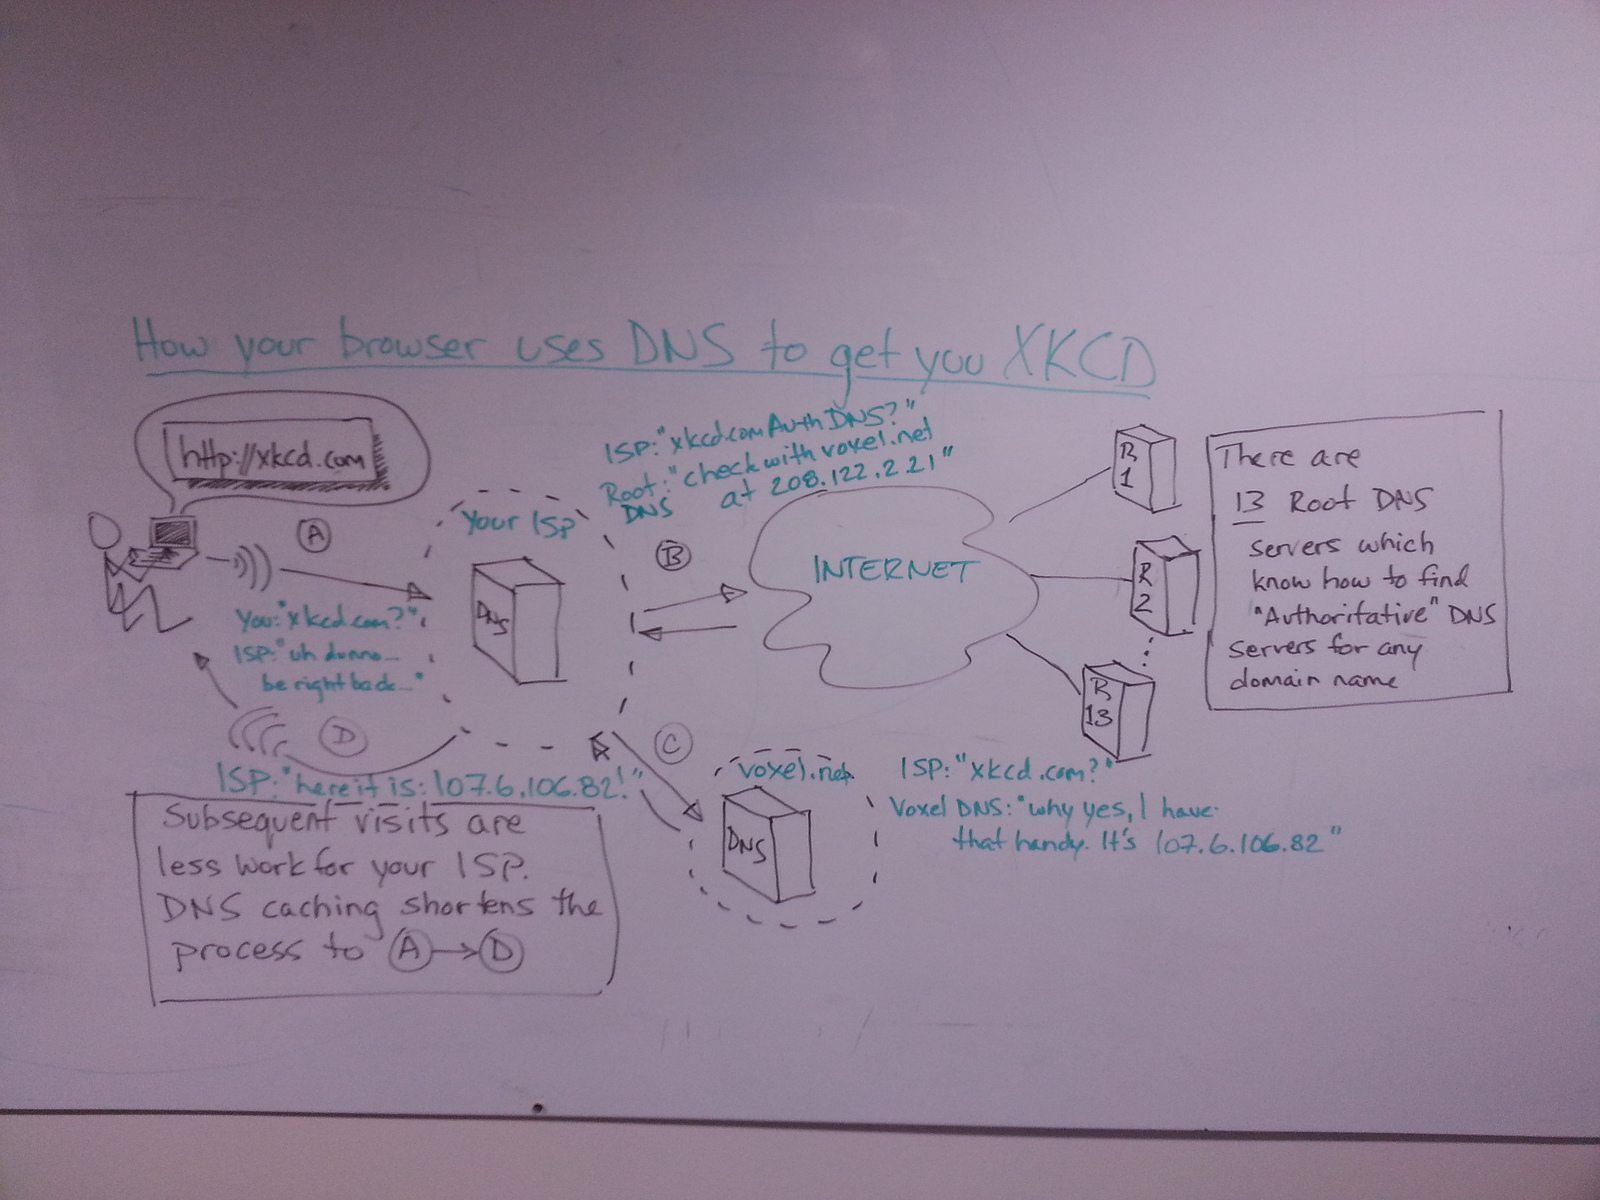 How your browser uses DNS to get you XKCD
http://xkcd.com
A
You: "xkcd.com?"
ISP: "uh dunno...
be right back..."
Your ISP
DNS
ISP: "xkcd.com Auth DNS?"
Root: "check with voxel.net
DNS at 208.122.2.21"
B
INTERNET
R
1
R
2
R
13
There are
13 Root DNS
servers which
know how to find
"Authoritative" DNS
servers for any
domain name
C
voxel.net
DNS
ISP: "xkcd.com?"
Voxel DNS: "why yes, I have
that handy. It's 107.6.106.82"
D
ISP: "here it is: 107.6.106.82!"
Subsequent visits are
less work for your ISP.
DNS caching shortens the
process to A → D